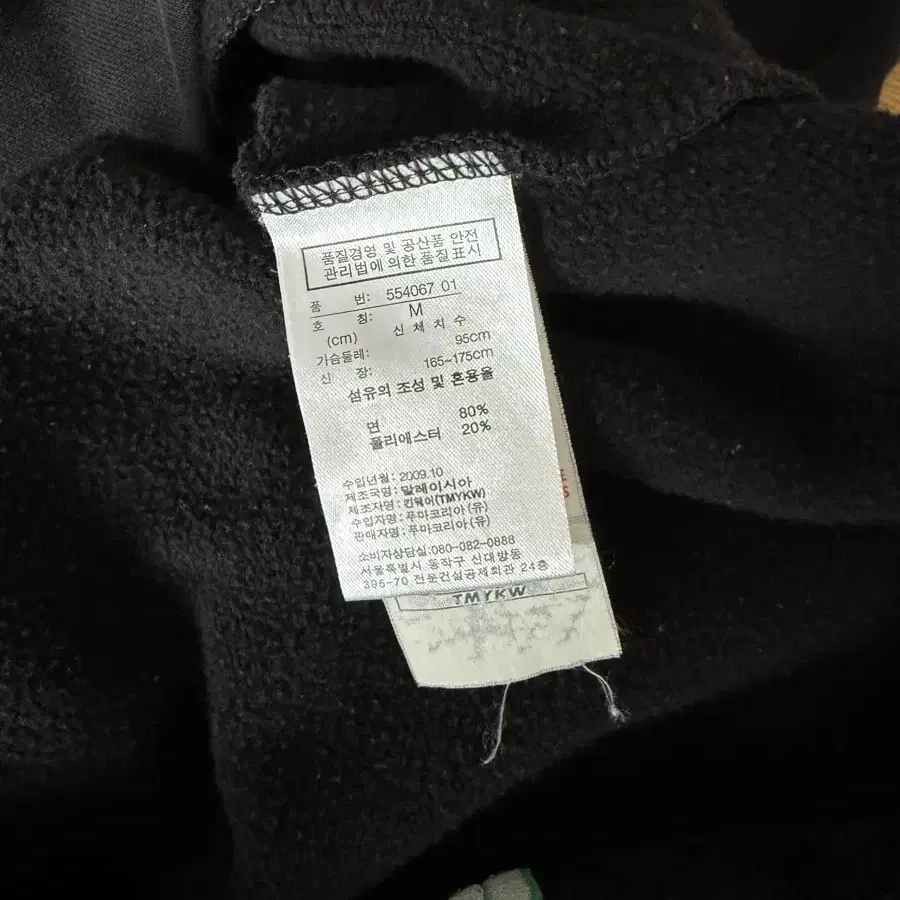 품질경영 및 공산품 안전
관리법에 의한 품질표시
품 번: 554067 01
호 칭: M
(cm) 신 체 치 수
가슴둘레: 95cm
신 장: 165~175cm
섬유의 조성 및 혼용율
면 80%
폴리에스터 20%
수입년월: 2009.10
제조국명: 말레이시아
제조자명: 킨웨이(TMYKW)
수입자명: 푸마코리아(유)
판매자명: 푸마코리아(유)
소비자상담실:080-082-0888
서울특별시 동작구 신대방동
395-70 전문건설공제회관 24층
TMYKW
E
S